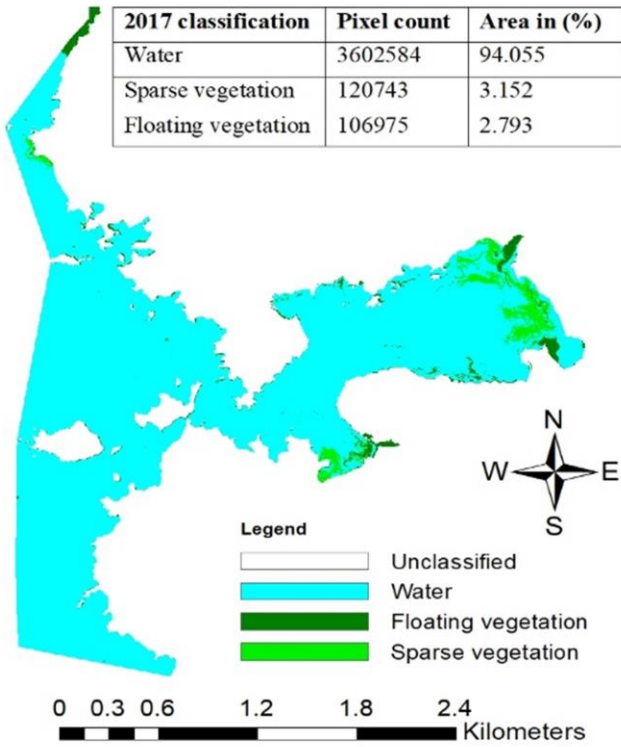 2017 classification Pixel count Area in (%)
Water 3602584 94.055
Sparse vegetation 120743 3.152
Floating vegetation 106975 2.793
N
W E
S
Legend
Unclassified
Water
Floating vegetation
Sparse vegetation
0 0.3 0.6 1.2 1.8 2.4
Kilometers